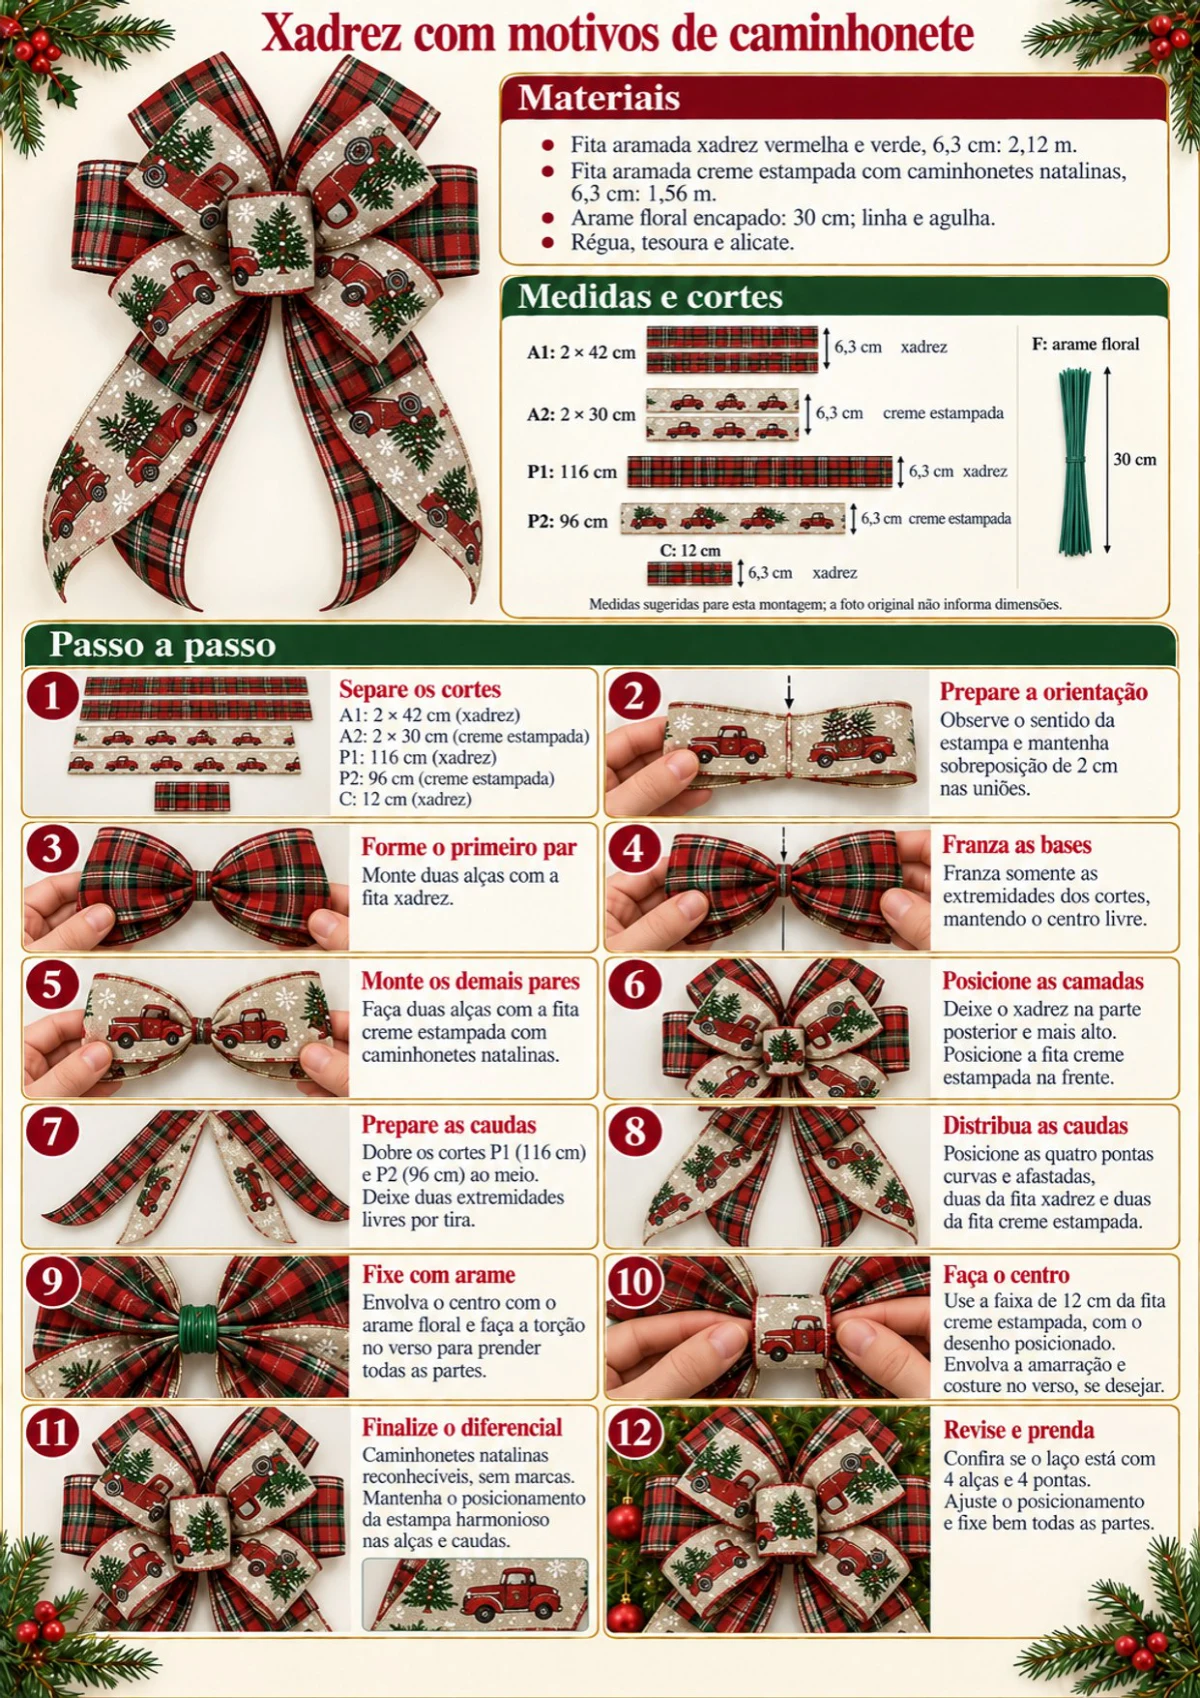 Xadrez com motivos de caminhonete
Materiais
Fita aramada xadrez vermelha e verde, 6,3 cm: 2,12 m.
Fita aramada creme estampada com caminhonetes natalinas,
6,3 cm: 1,56 m.
Arame floral encapado: 30 cm; linha e agulha.
Régua, tesoura e alicate.
Medidas e cortes
A1: 2 × 42 cm
6,3 cm xadrez
A2: 2 × 30 cm
6,3 cm creme estampada
P1: 116 cm
6,3 cm xadrez
P2: 96 cm
6,3 cm creme estampada
C: 12 cm
6,3 cm xadrez
F: arame floral
30 cm
Medidas sugeridas pare esta montagem; a foto original não informa dimensões.
Passo a passo
1
Separe os cortes
A1: 2 × 42 cm (xadrez)
A2: 2 × 30 cm (creme estampada)
P1: 116 cm (xadrez)
P2: 96 cm (creme estampada)
C: 12 cm (xadrez)
2
Prepare a orientação
Observe o sentido da
estampa e mantenha
sobreposição de 2 cm
nas uniões.
3
Forme o primeiro par
Monte duas alças com a
fita xadrez.
4
Franza as bases
Franza somente as
extremidades dos cortes,
mantendo o centro livre.
5
Monte os demais pares
Faça duas alças com a fita
creme estampada com
caminhonetes natalinas.
6
Posicione as camadas
Deixe o xadrez na parte
posterior e mais alto.
Posicione a fita creme
estampada na frente.
7
Prepare as caudas
Dobre os cortes P1 (116 cm)
e P2 (96 cm) ao meio.
Deixe duas extremidades
livres por tira.
8
Distribua as caudas
Posicione as quatro pontas
curvas e afastadas,
duas da fita xadrez e duas
da fita creme estampada.
9
Fixe com arame
Envolva o centro com o
arame floral e faça a torção
no verso para prender
todas as partes.
10
Faça o centro
Use a faixa de 12 cm da fita
creme estampada, com o
desenho posicionado.
Envolva a amarração e
costure no verso, se desejar.
11
Finalize o diferencial
Caminhonetes natalinas
reconhecíveis, sem marcas.
Mantenha o posicionamento
da estampa harmonioso
nas alças e caudas.
12
Revise e prenda
Confira se o laço está com
4 alças e 4 pontas.
Ajuste o posicionamento
e fixe bem todas as partes.